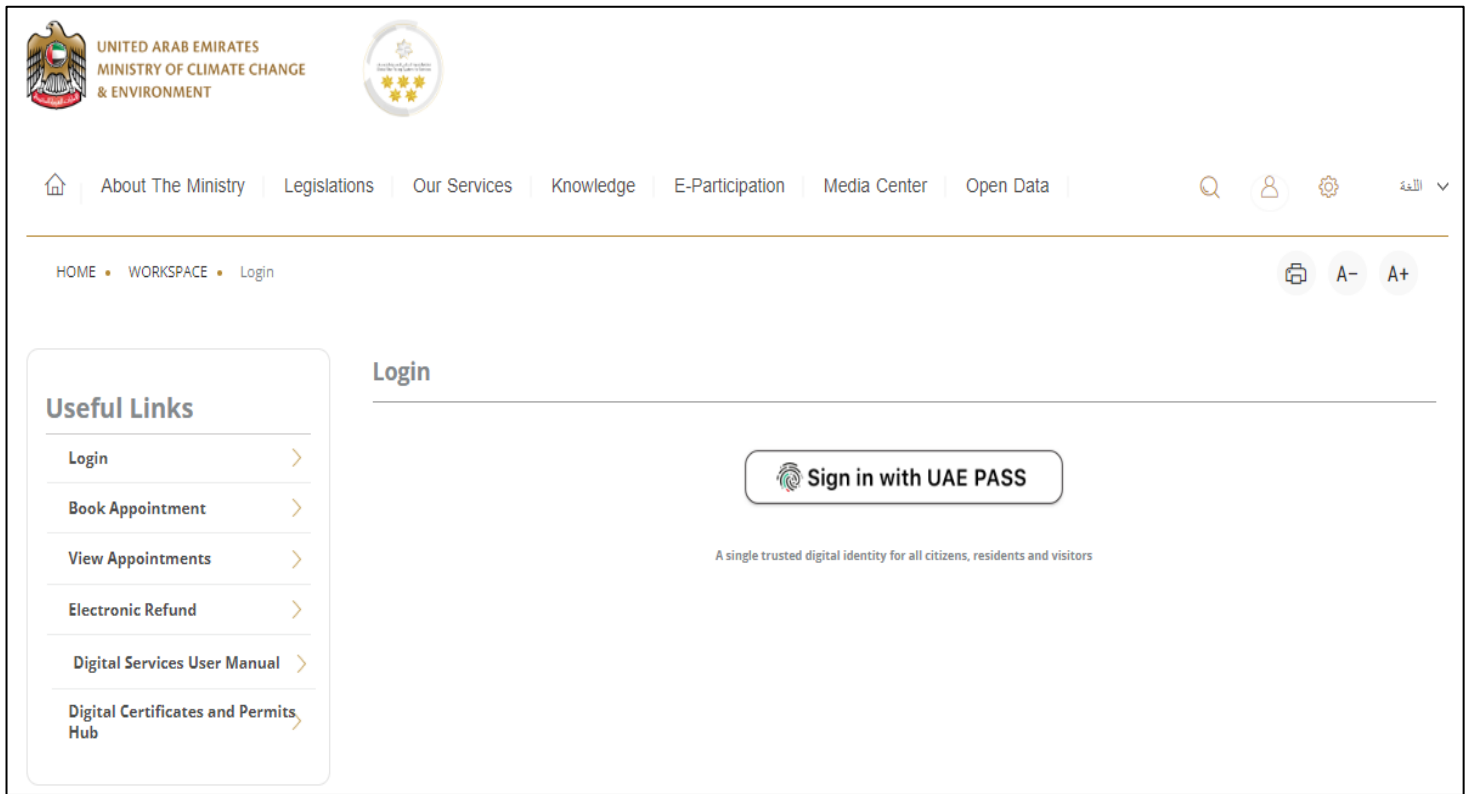 UNITED ARAB EMIRATES
MINISTRY OF CLIMATE CHANGE
& ENVIRONMENT
About The Ministry
Legislations
Our Services
Knowledge
E-Participation
Media Center
Open Data
اللغة
HOME • WORKSPACE • Login
A-
A+
Useful Links
Login
Book Appointment
View Appointments
Electronic Refund
Digital Services User Manual
Digital Certificates and Permits
Hub
Login
Sign in with UAE PASS
A single trusted digital identity for all citizens, residents and visitors